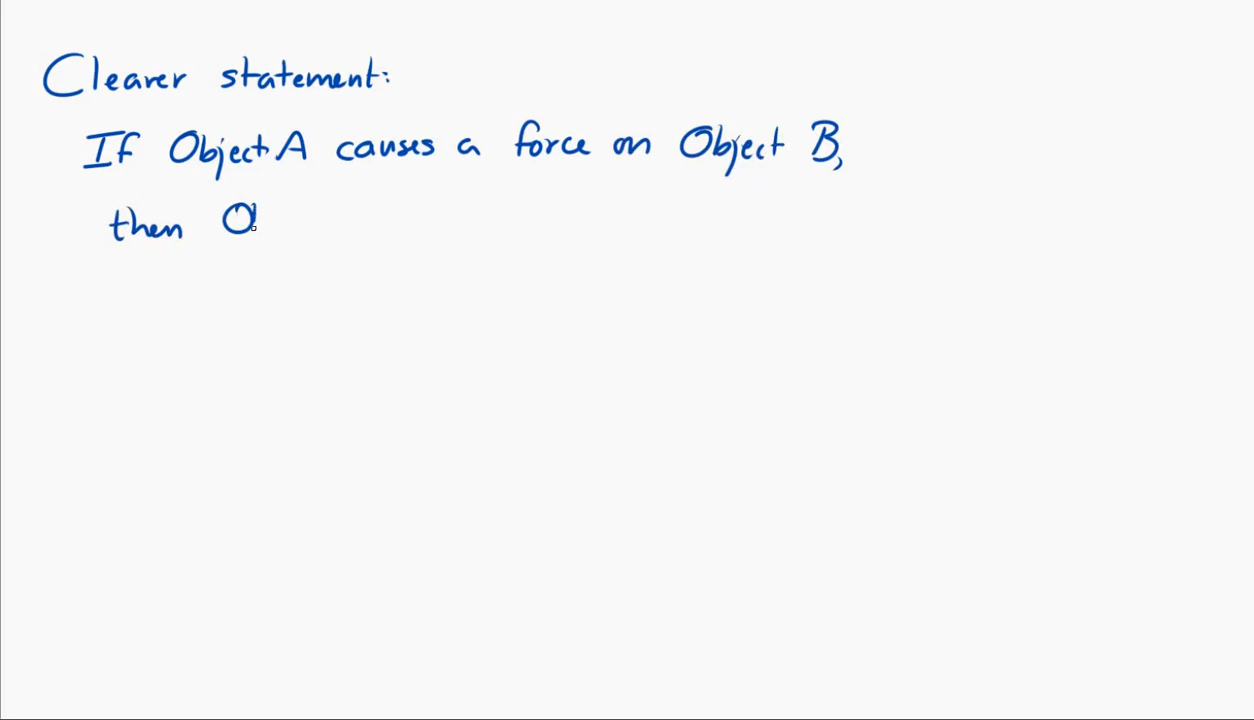 Clearer statement:
If Object A causes a force on Object B,
then O